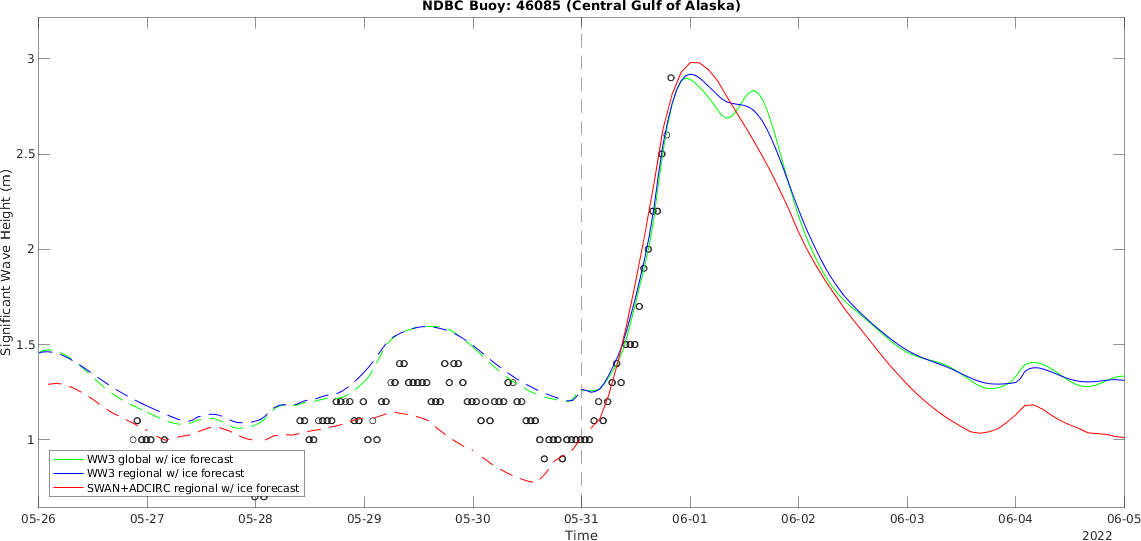 NDBC Buoy: 46085 (Central Gulf of Alaska)
Significant Wave Height (m)
3
2.5
2
1.5
1
WW3 global w/ ice forecast
WW3 regional w/ ice forecast
SWAN+ADCIRC regional w/ ice forecast
05-26 05-27 05-28 05-29 05-30 05-31 06-01 06-02 06-03 06-04 06-05
Time
2022